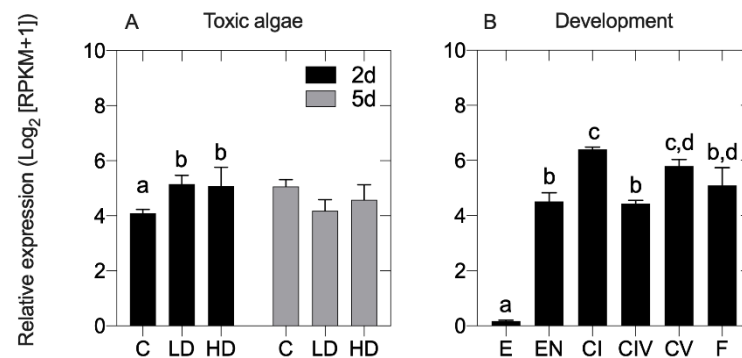 A Toxic algae
B Development
Relative expression (Log2 [RPKM+1])
10
8
6
4
2
0
2d
5d
a
b
b
C LD HD C LD HD
10
8
6
4
2
0
a
b
c
b
c,d
b,d
E EN CI CIV CV F